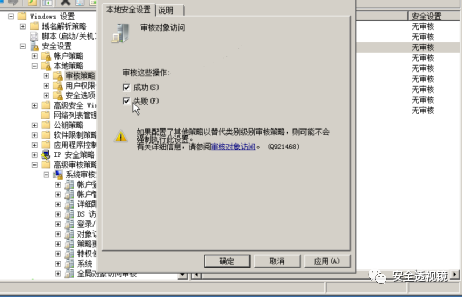 Windows 设置
域名解析策略
脚本(启动/关机)
安全设置
帐户策略
本地策略
审核策略
用户权限
安全选项
高级安全 Win
网络列表管理
公钥策略
软件限制策略
应用程序控制
IP 安全策略
高级审核策略
系统审核
帐户登
帐户管
详细跟
DS 访
登录/
对象访
策略更
特权使
系统
全局对象访问审核
本地安全设置 说明
审核对象访问
审核这些操作:
成功(S)
失败(F)
如果配置了其他策略以替代类别级审核策略，则可能不会
强制执行此设置。
有关详细信息，请参阅审核对象访问。 (Q921468)
确定 取消 应用(A)
安全设置
无审核
无审核
无审核
无审核
无审核
无审核
无审核
无审核
无审核
安全透视镜